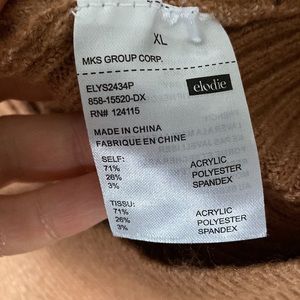 XL
MKS GROUP CORP.
ELYS2434P
858-15520-DX
elodie
RN# 124115
MADE IN CHINA
FABRIQUE EN CHINE
SELF:
71% ACRYLIC
26% POLYESTER
3% SPANDEX
TISSU:
71% ACRYLIC
26% POLYESTER
3% SPANDEX